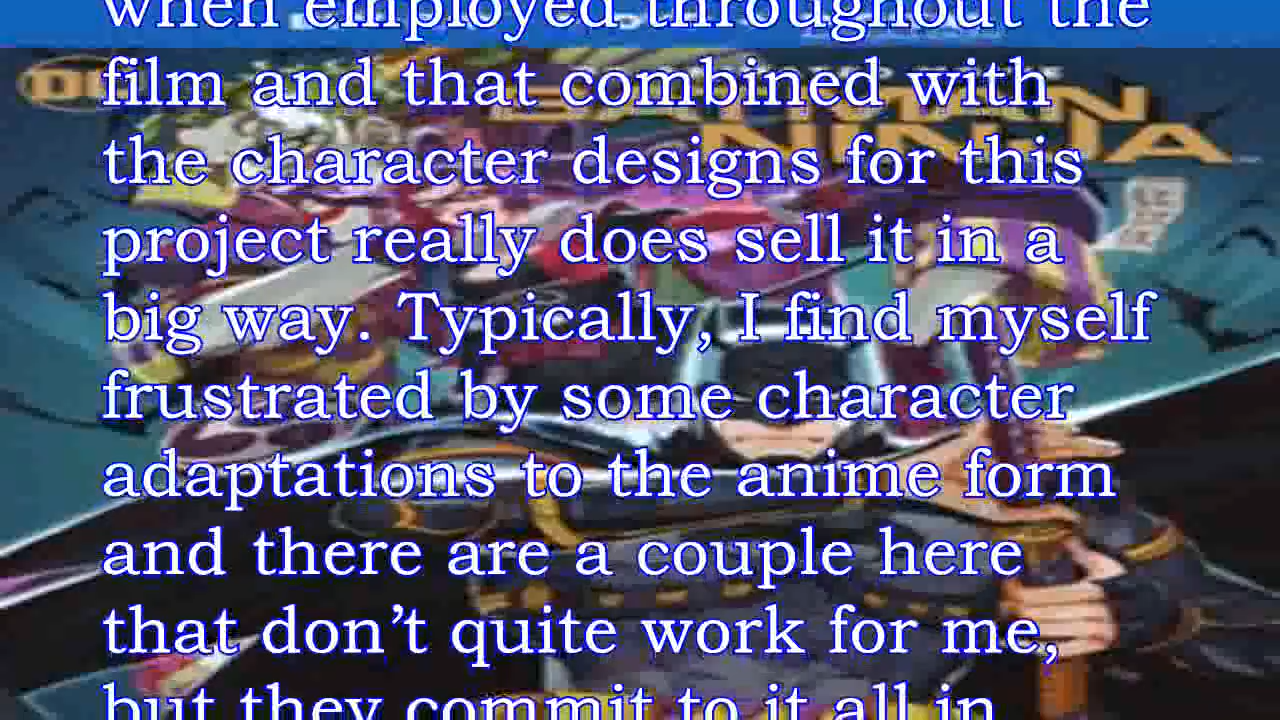 when employed throughout the
film and that combined with
the character designs for this
project really does sell it in a
big way. Typically, I find myself
frustrated by some character
adaptations to the anime form
and there are a couple here
that don’t quite work for me,
but they commit to it all in
BATMAN
NINJA